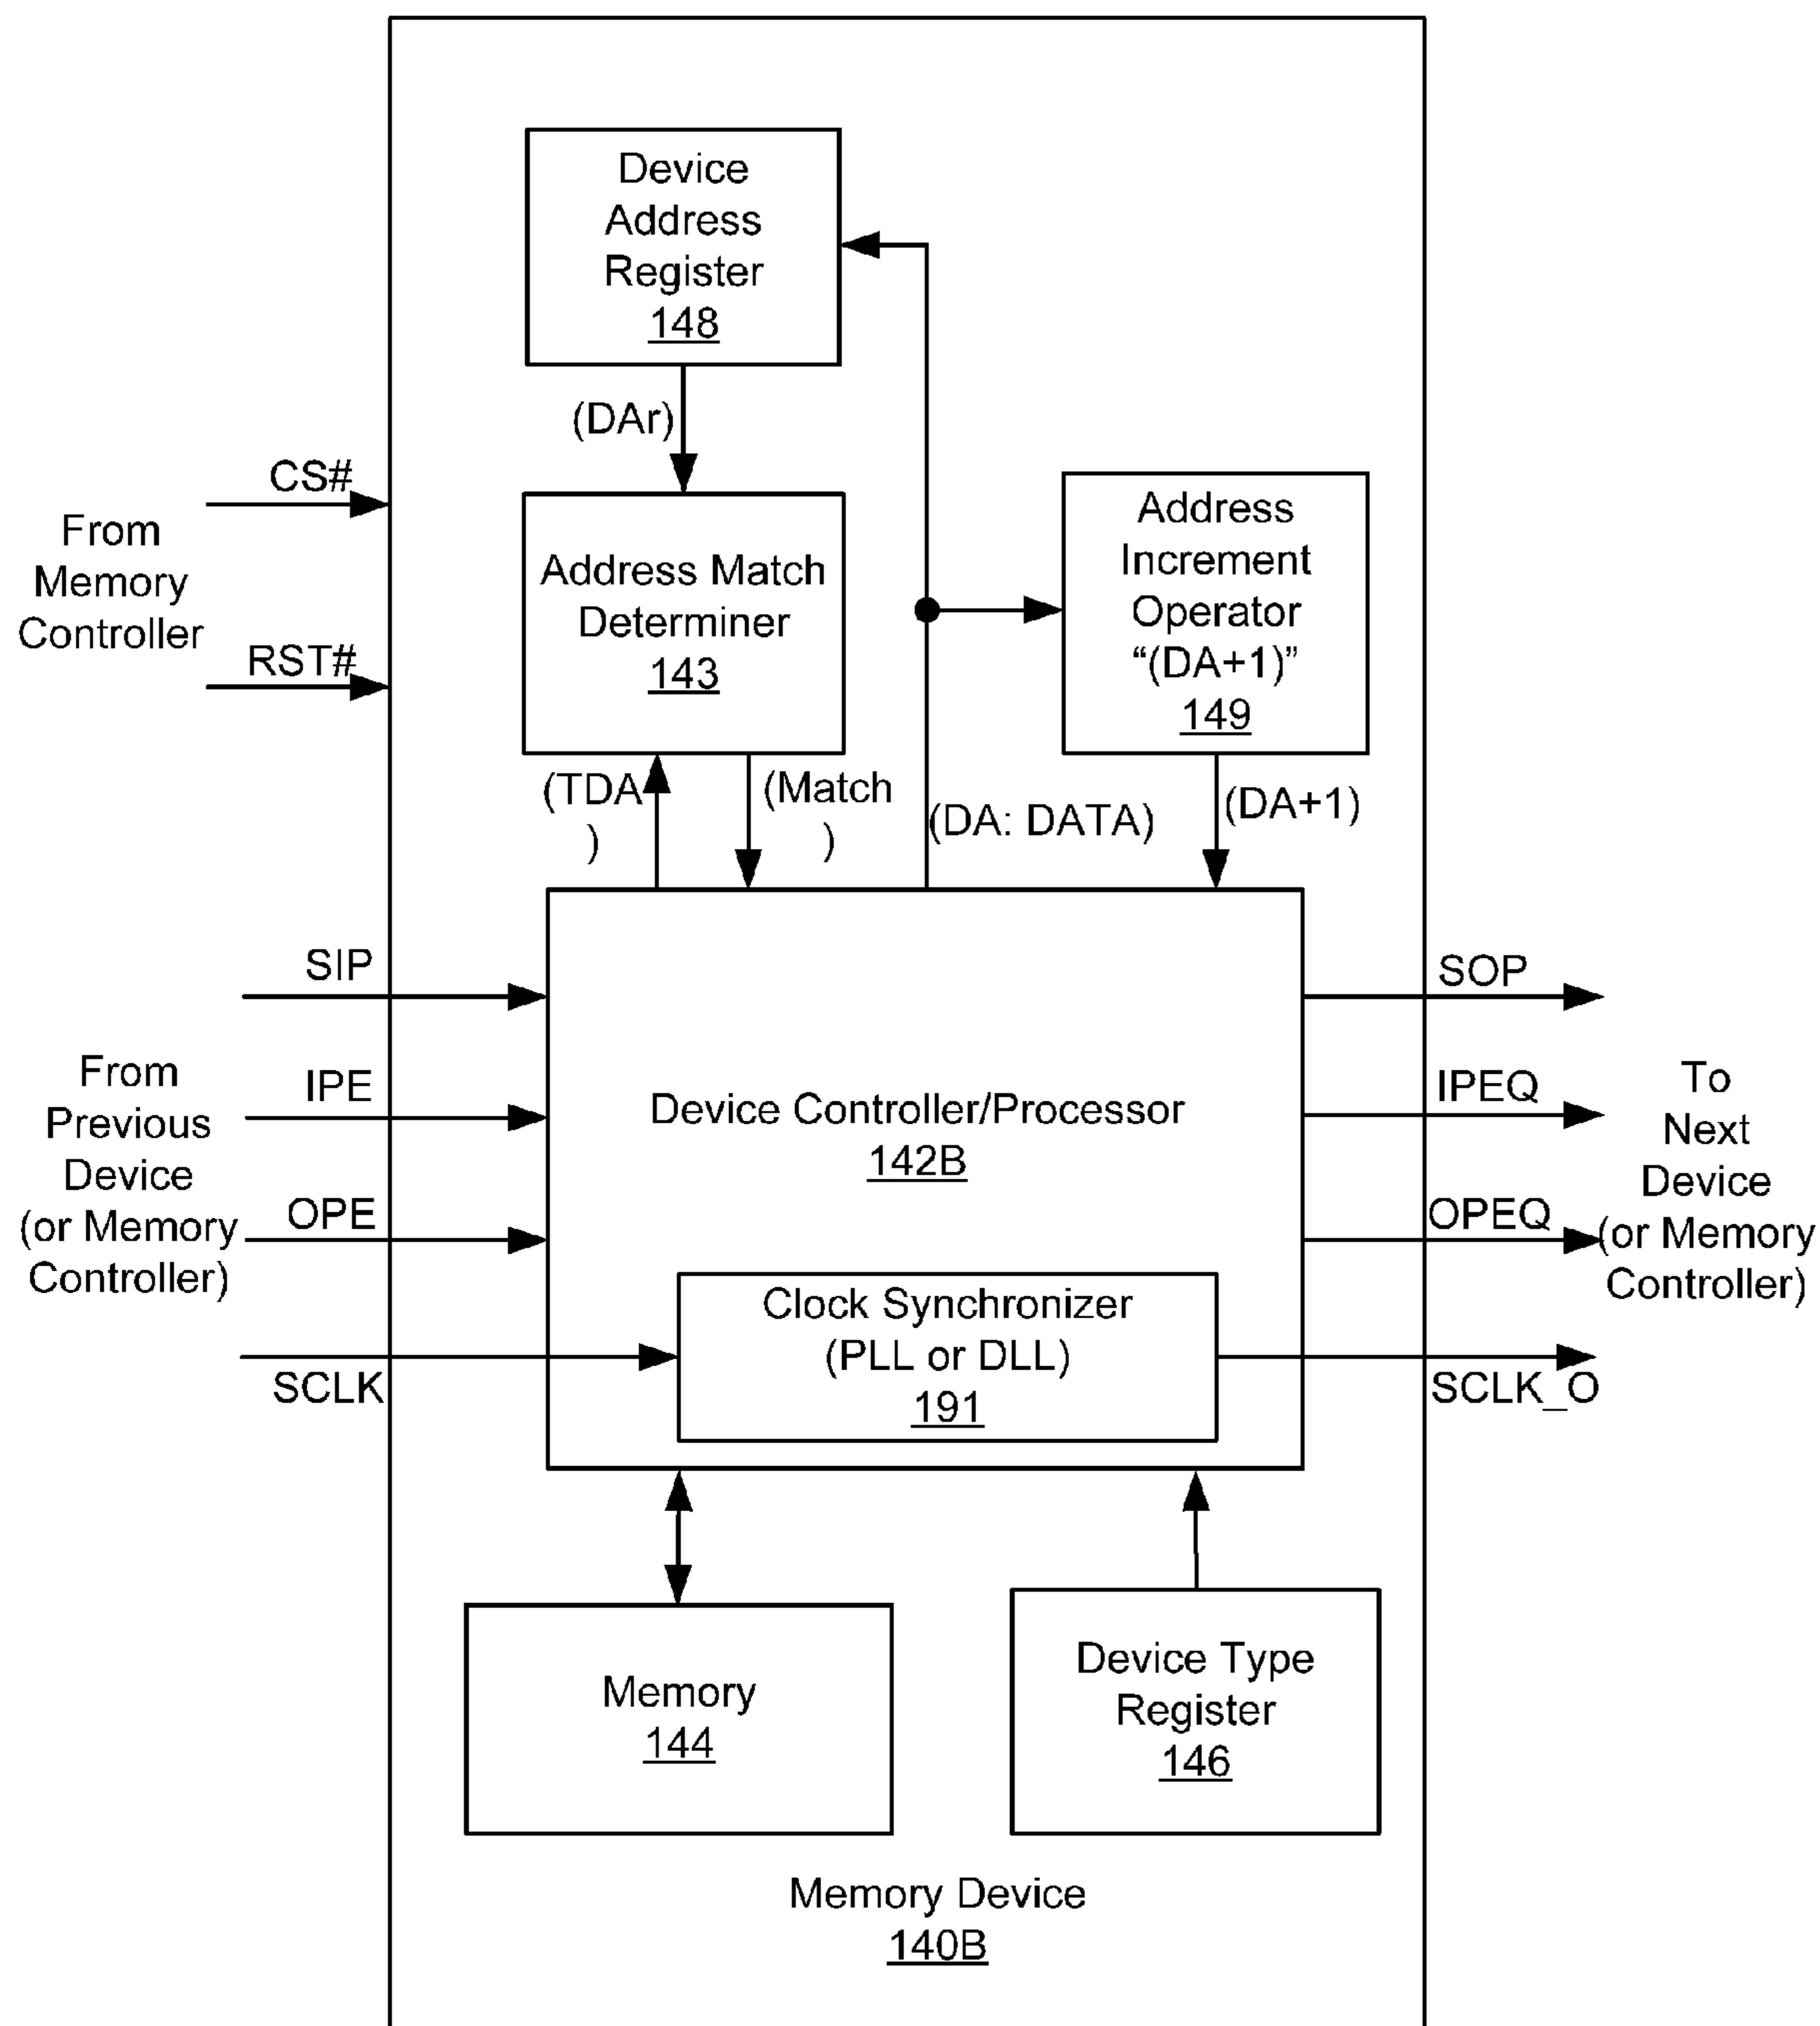 Device
Address
Register
148
(DAr)
CS#
From
Memory
Controller
RST#
Address Match
Determiner
143
Address
Increment
Operator
“(DA+1)”
149
(TDA
)
(Match
)
(DA: DATA)
(DA+1)
SIP
IPE
OPE
SCLK
From
Previous
Device
(or Memory
Controller)
Device Controller/Processor
142B
Clock Synchronizer
(PLL or DLL)
191
SOP
IPEQ
OPEQ
SCLK_O
To
Next
Device
(or Memory
Controller)
Memory
144
Device Type
Register
146
Memory Device
140B